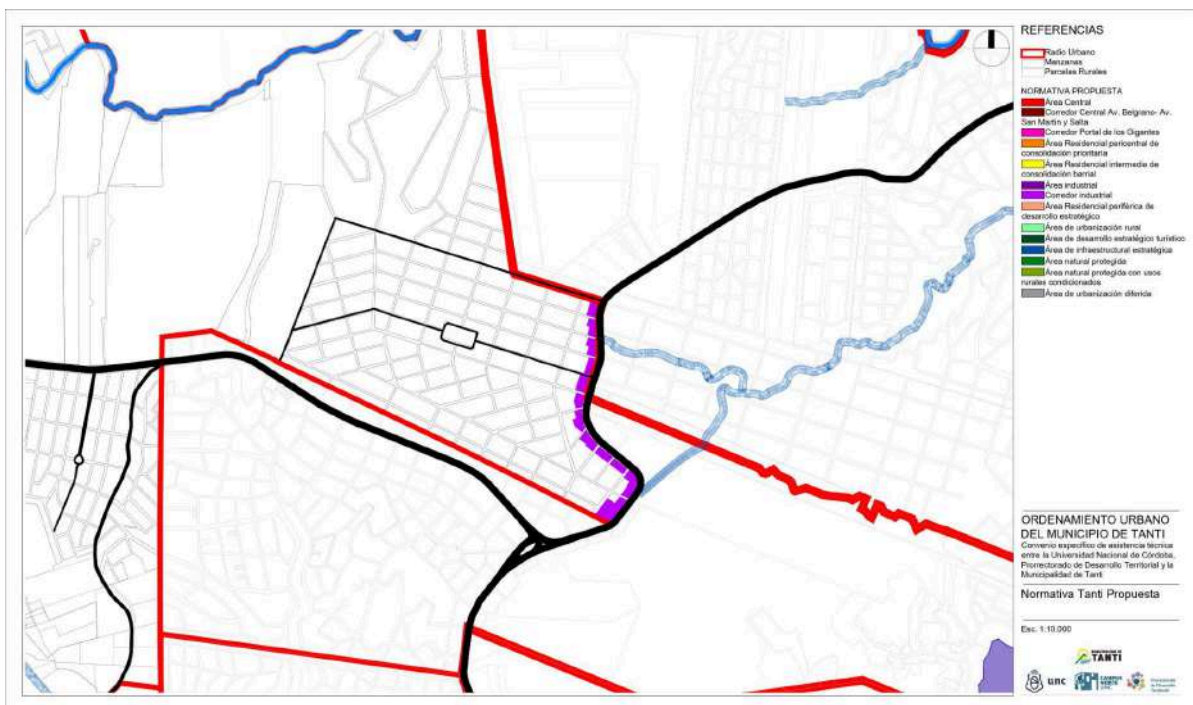 REFERENCIAS
Radio Urbano
Manzanas
Parcelas Rurales
NORMATIVA PROPUESTA
Área Central
Corredor Central Av. Belgrano- Av.
San Martín y Salta
Corredor Portal de los Gigantes
Área Residencial pericentral de
consolidación prioritaria
Área Residencial intermedia de
consolidación barrial
Área industrial
Corredor industrial
Área Residencial periférica de
desarrollo estratégico
Área de urbanización rural
Área de desarrollo estratégico turístico
Área de infraestructural estratégica
Área natural protegida
Área natural protegida con usos
rurales condicionados
Área de urbanización diferida
ORDENAMIENTO URBANO
DEL MUNICIPIO DE TANTI
Convenio específico de asistencia técnica
entre la Universidad Nacional de Córdoba,
Prorrectorado de Desarrollo Territorial y la
Municipalidad de Tanti
Normativa Tanti Propuesta
Esc. 1:10.000
TANTI
unc
CAMPUS
NORTE
UNC